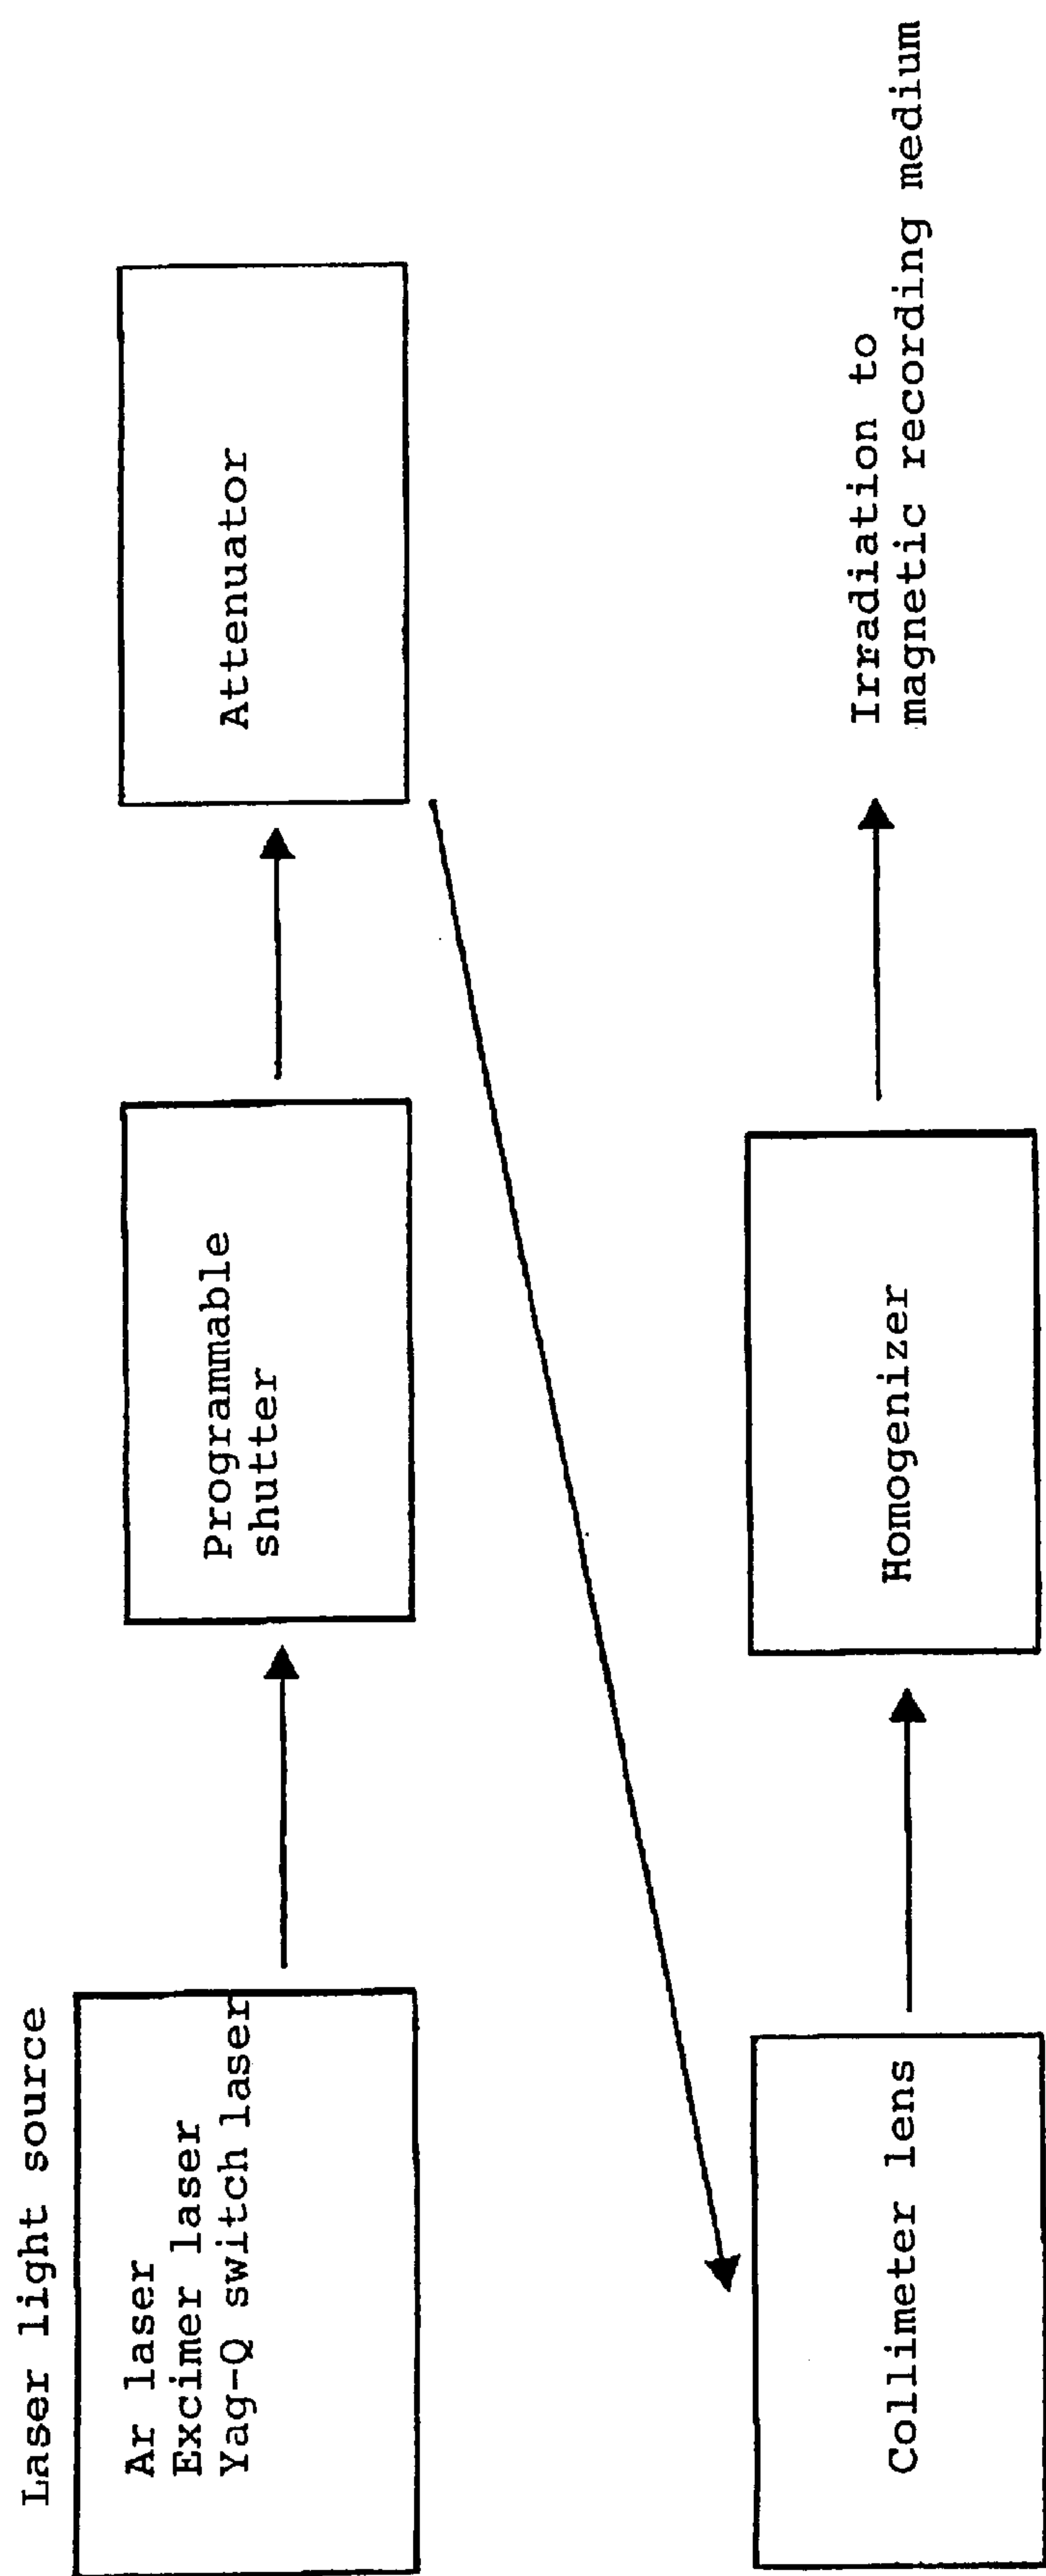 Laser light source
Ar laser
Excimer laser
Yag-Q switch laser
Programmable
shutter
Attenuator
Collimeter lens
Homogenizer
Irradiation to
magnetic recording medium